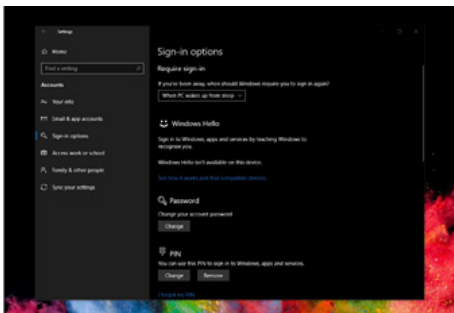 Settings
Home
Find a setting
Accounts
Your info
Email & app accounts
Sign-in options
Access work or school
Family & other people
Sync your settings
Sign-in options
Require sign-in
If you've been away, when should Windows require you to sign in again?
When PC wakes up from sleep
Windows Hello
Sign in to Windows, apps and services by teaching Windows to
recognise you.
Windows Hello isn't available on this device.
See how it works and find compatible devices.
Password
Change your account password
Change
PIN
You can use this PIN to sign in to Windows, apps and services.
Change
Remove
I forgot my PIN